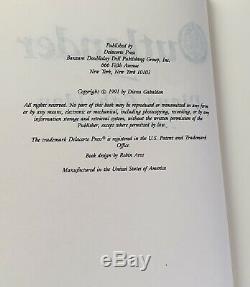 Published by
Delacorte Press
Bantam Doubleday Dell Publishing Group, Inc.
666 Fifth Avenue
New York, New York 10103
Copyright © 1991 by Diana Gabaldon
All rights reserved. No part of this book may be reproduced or transmitted in any form
or by any means, electronic or mechanical, including photocopying, recording, or by any
information storage and retrieval system, without the written permission of the
Publisher, except where permitted by law.
The trademark Delacorte Press® is registered in the U.S. Patent and Trademark
Office.
Book design by Robin Arzt
Manufactured in the United States of America